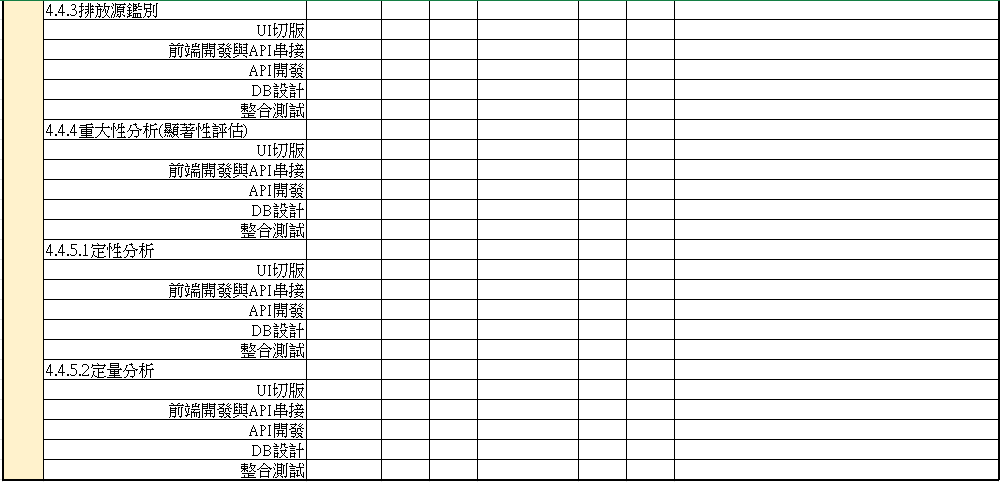 4.4.3排放源鑑別
UI切版
前端開發與API串接
API開發
DB設計
整合測試
4.4.4重大性分析(顯著性評估)
UI切版
前端開發與API串接
API開發
DB設計
整合測試
4.4.5.1定性分析
UI切版
前端開發與API串接
API開發
DB設計
整合測試
4.4.5.2定量分析
UI切版
前端開發與API串接
API開發
DB設計
整合測試